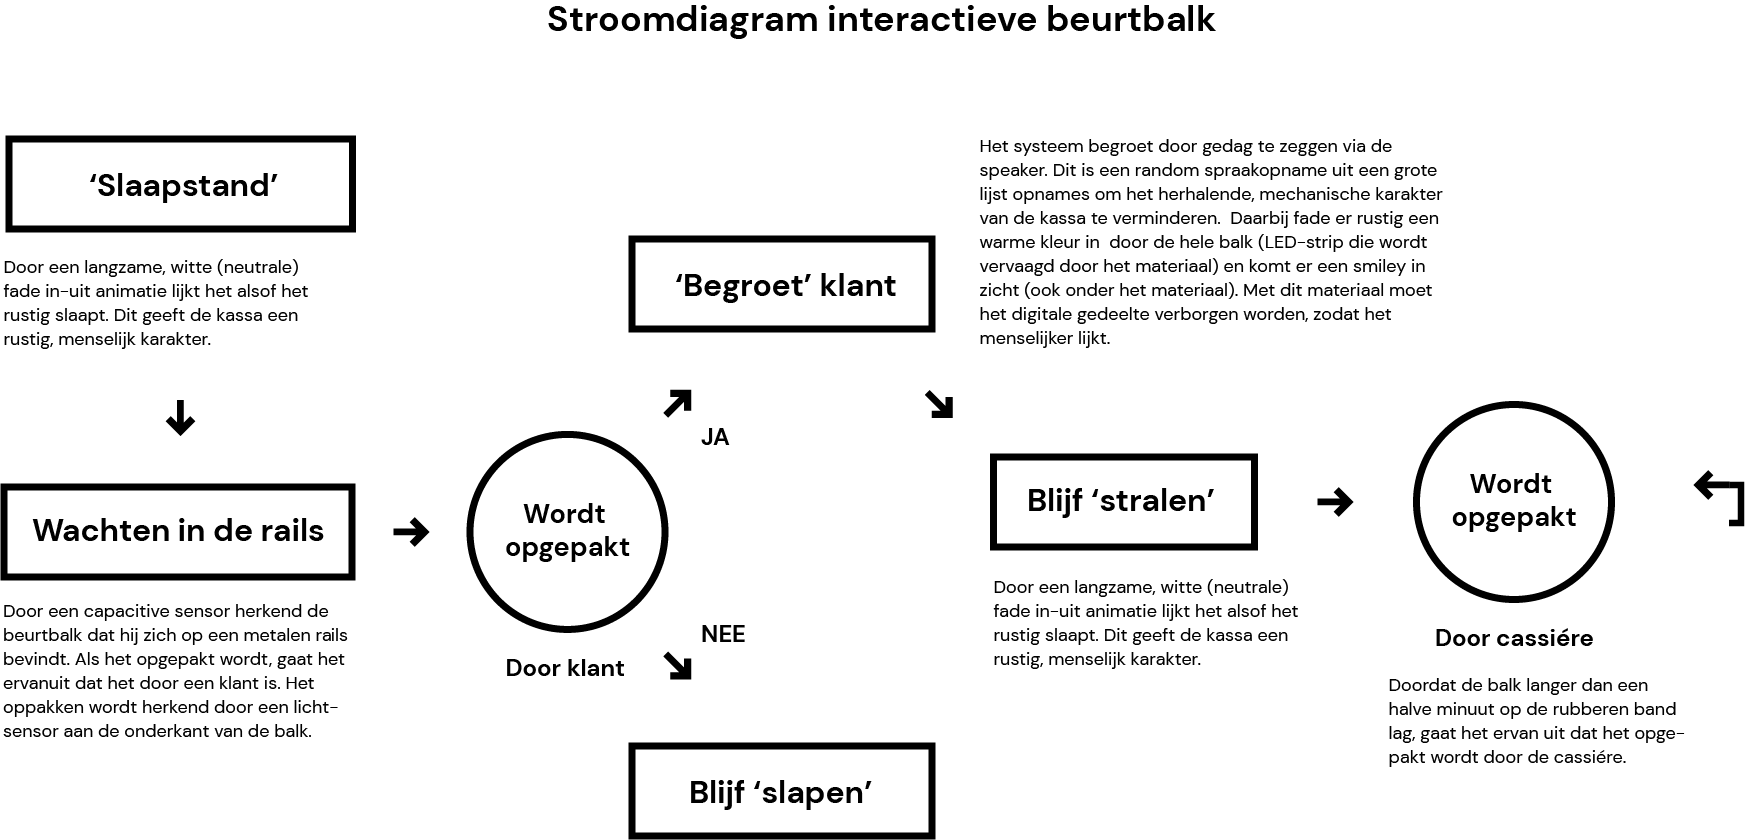 Stroomdiagram interactieve beurtbalk
‘Slaapstand’
Door een langzame, witte (neutrale)
fade in-uit animatie lijkt het alsof het
rustig slaapt. Dit geeft de kassa een
rustig, menselijk karakter.
Wachten in de rails
Door een capacitive sensor herkend de
beurtbalk dat hij zich op een metalen rails
bevindt. Als het opgepakt wordt, gaat het
ervanuit dat het door een klant is. Het
oppakken wordt herkend door een licht-
sensor aan de onderkant van de balk.
Wordt
opgepakt
Door klant
JA
NEE
‘Begroet’ klant
Het systeem begroet door gedag te zeggen via de
speaker. Dit is een random spraakopname uit een grote
lijst opnames om het herhalende, mechanische karakter
van de kassa te verminderen.  Daarbij fade er rustig een
warme kleur in  door de hele balk (LED-strip die wordt
vervaagd door het materiaal) en komt er een smiley in
zicht (ook onder het materiaal). Met dit materiaal moet
het digitale gedeelte verborgen worden, zodat het
menselijker lijkt.
Blijf ‘slapen’
Blijf ‘stralen’
Door een langzame, witte (neutrale)
fade in-uit animatie lijkt het alsof het
rustig slaapt. Dit geeft de kassa een
rustig, menselijk karakter.
Wordt
opgepakt
Door cassiére
Doordat de balk langer dan een
halve minuut op de rubberen band
lag, gaat het ervan uit dat het opge-
pakt wordt door de cassiére.